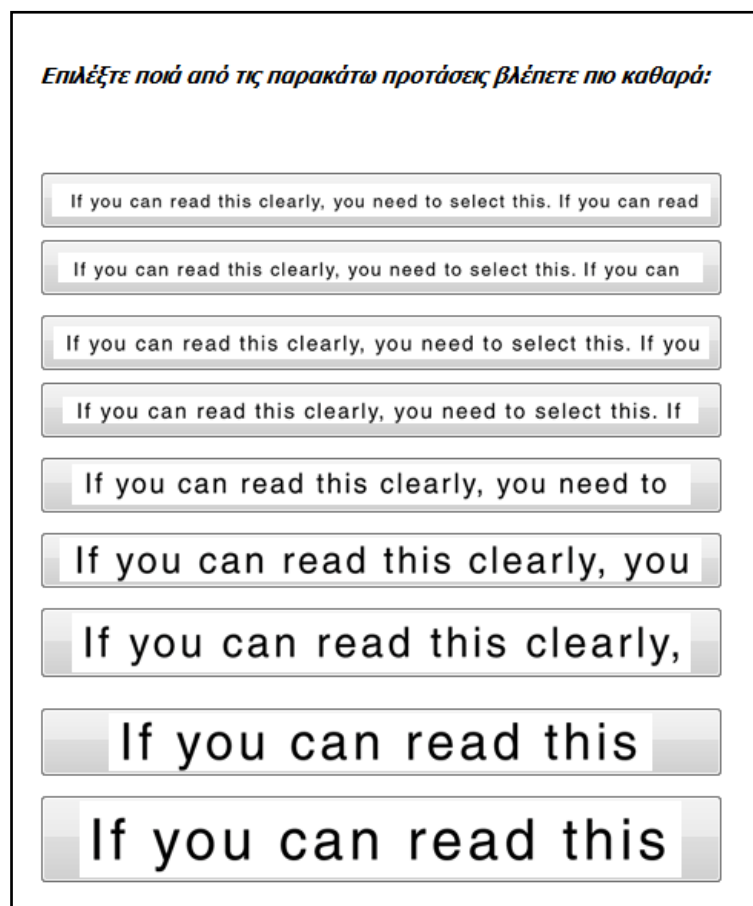 Επιλέξτε ποιά από τις παρακάτω προτάσεις βλέπετε πιο καθαρά:
If you can read this clearly, you need to select this. If you can read
If you can read this clearly, you need to select this. If you can
If you can read this clearly, you need to select this. If you
If you can read this clearly, you need to select this. If
If you can read this clearly, you need to
If you can read this clearly, you
If you can read this clearly,
If you can read this
If you can read this